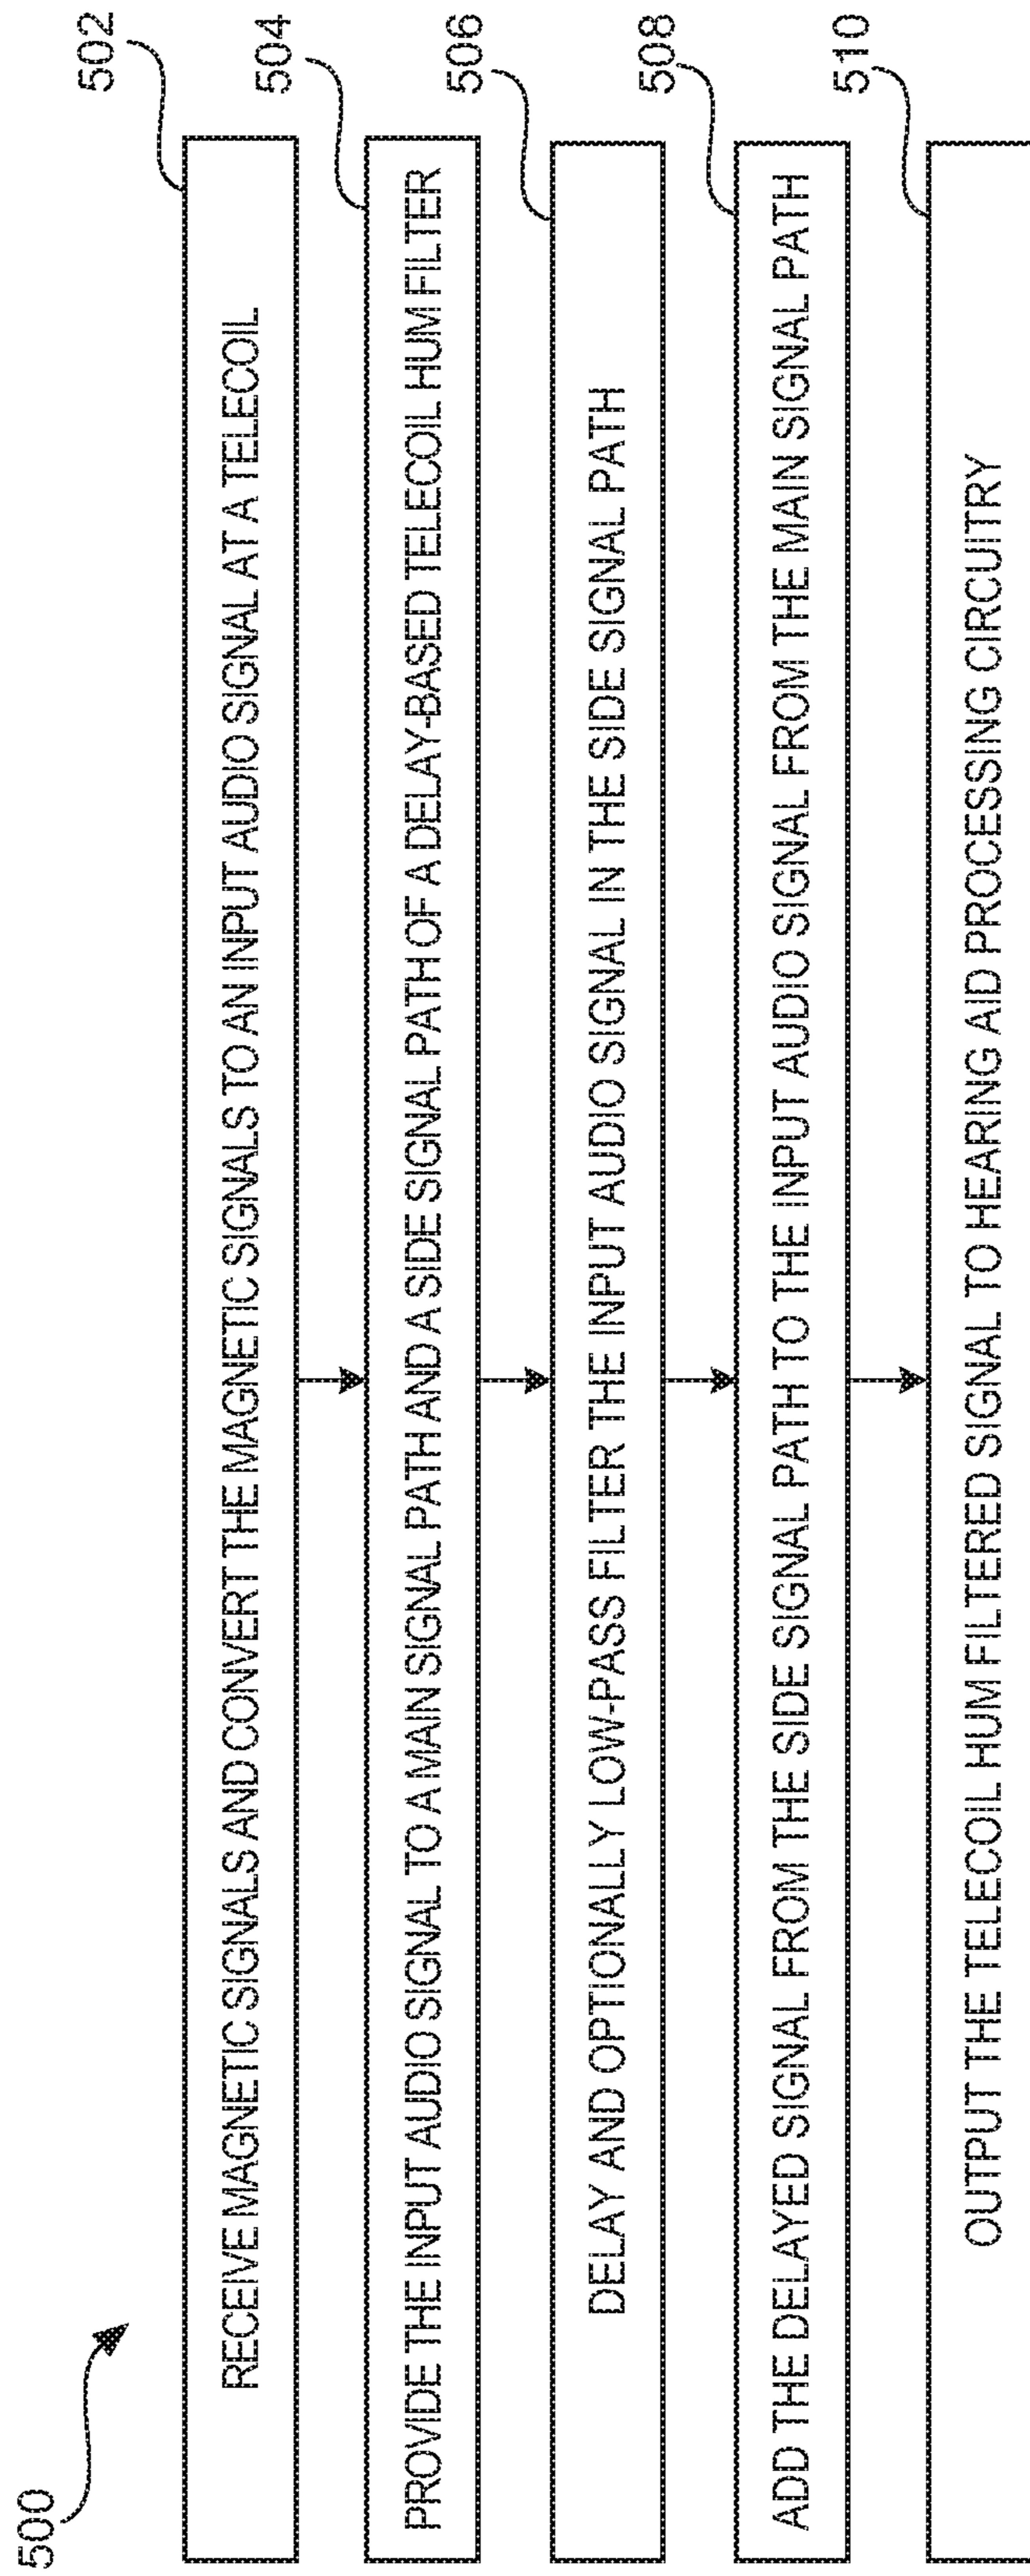 500
502
RECEIVE MAGNETIC SIGNALS AND CONVERT THE MAGNETIC SIGNALS TO AN INPUT AUDIO SIGNAL AT A TELECOIL
504
PROVIDE THE INPUT AUDIO SIGNAL TO A MAIN SIGNAL PATH AND A SIDE SIGNAL PATH OF A DELAY-BASED TELECOIL HUM FILTER
506
DELAY AND OPTIONALLY LOW-PASS FILTER THE INPUT AUDIO SIGNAL IN THE SIDE SIGNAL PATH
508
ADD THE DELAYED SIGNAL FROM THE SIDE SIGNAL PATH TO THE INPUT AUDIO SIGNAL FROM THE MAIN SIGNAL PATH
510
OUTPUT THE TELECOIL HUM FILTERED SIGNAL TO HEARING AID PROCESSING CIRCUITRY